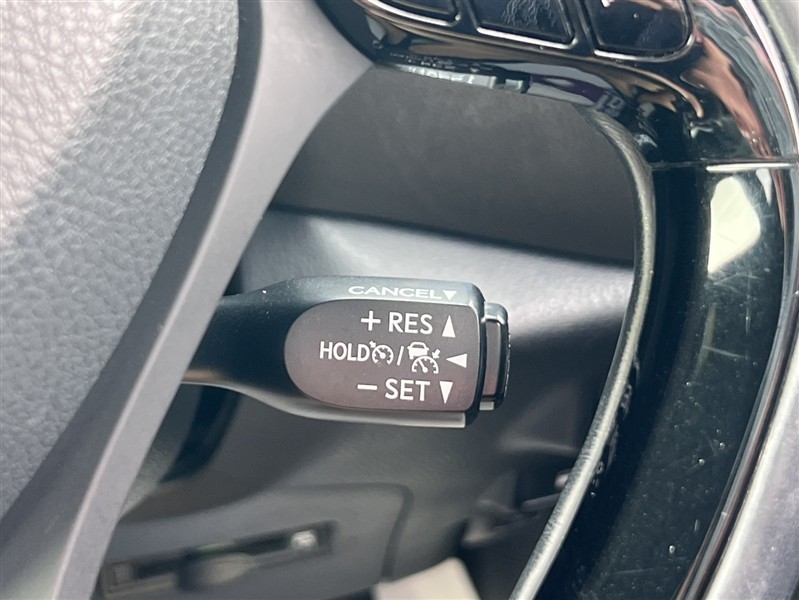 CANCEL▼
+ RES ▲
HOLD / ◀
− SET ▼